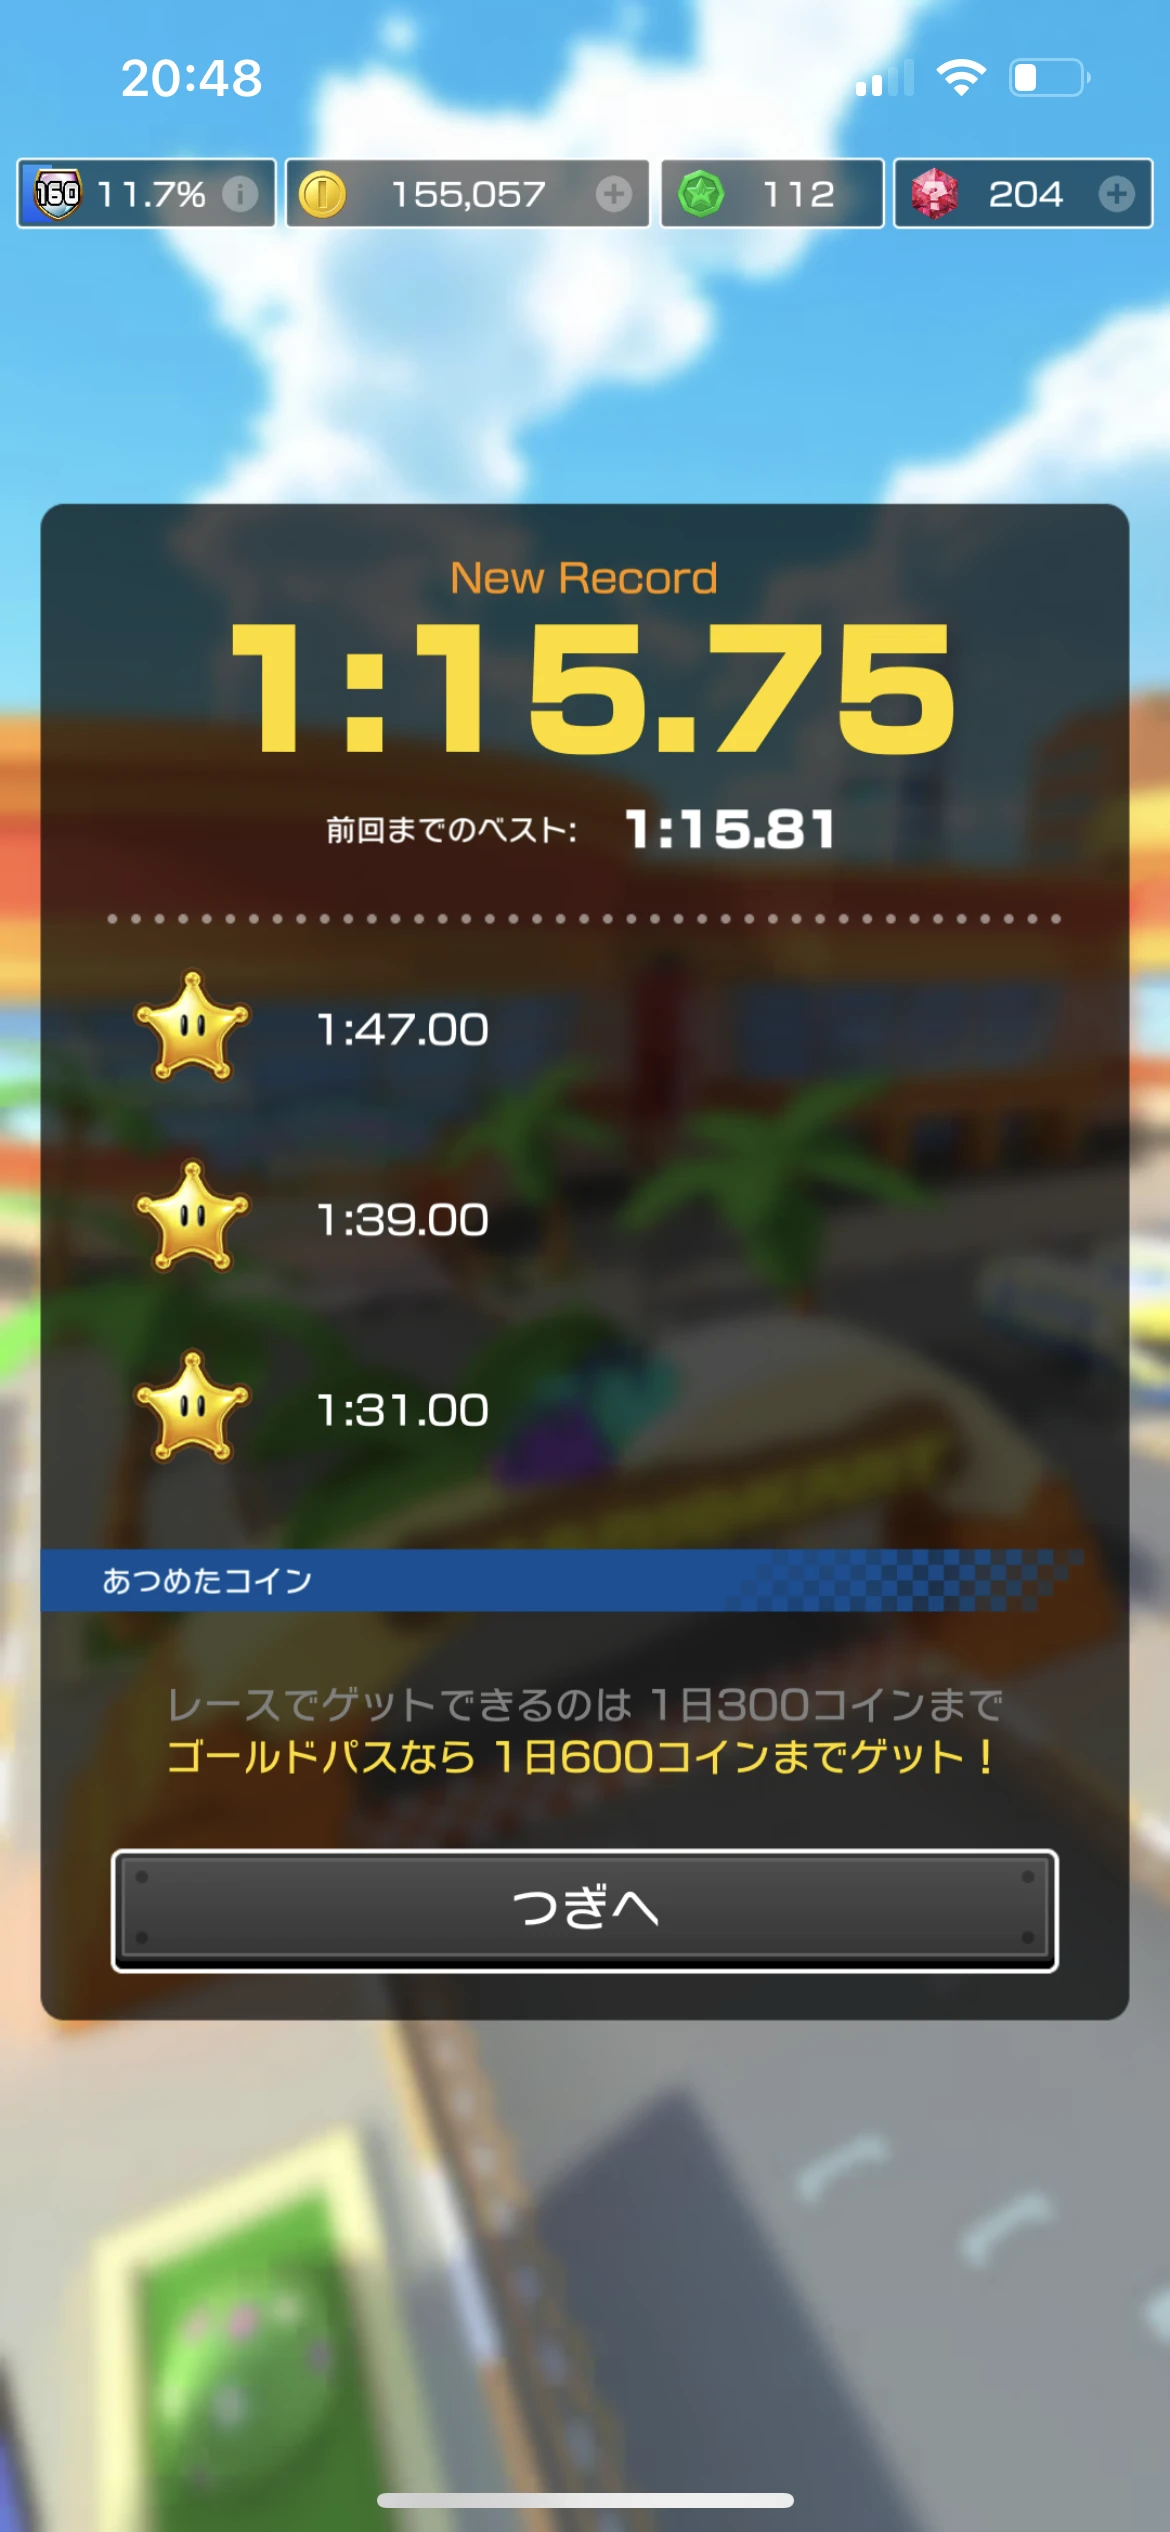 20:48
160 11.7% i 155,057 + 112 204 +
New Record
1:15.75
前回までのベスト: 1:15.81
1:47.00
1:39.00
1:31.00
あつめたコイン
レースでゲットできるのは 1日300コインまで
ゴールドパスなら 1日600コインまでゲット！
つぎへ